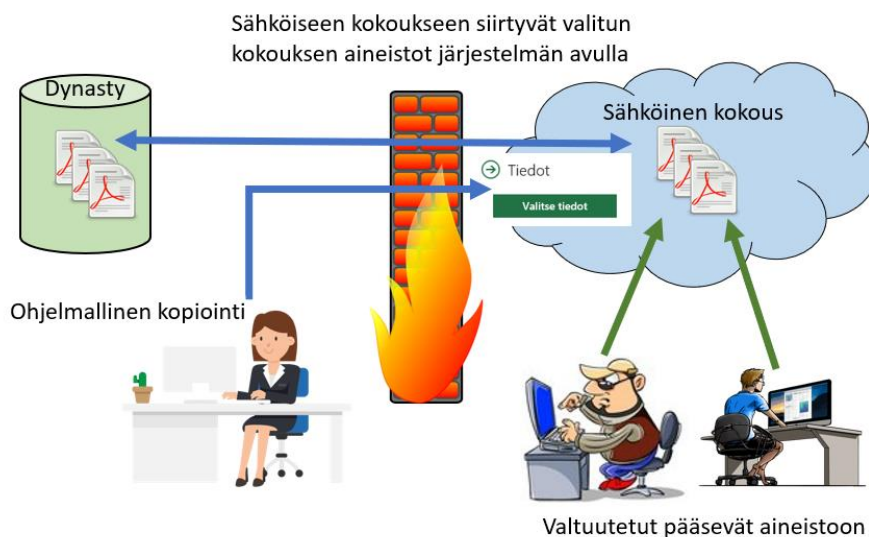 Sähköiseen kokoukseen siirtyvät valitun
kokouksen aineistot järjestelmän avulla
Dynasty
Sähköinen kokous
Tiedot
Valitse tiedot
Ohjelmallinen kopiointi
Valtuutetut pääsevät aineistoon